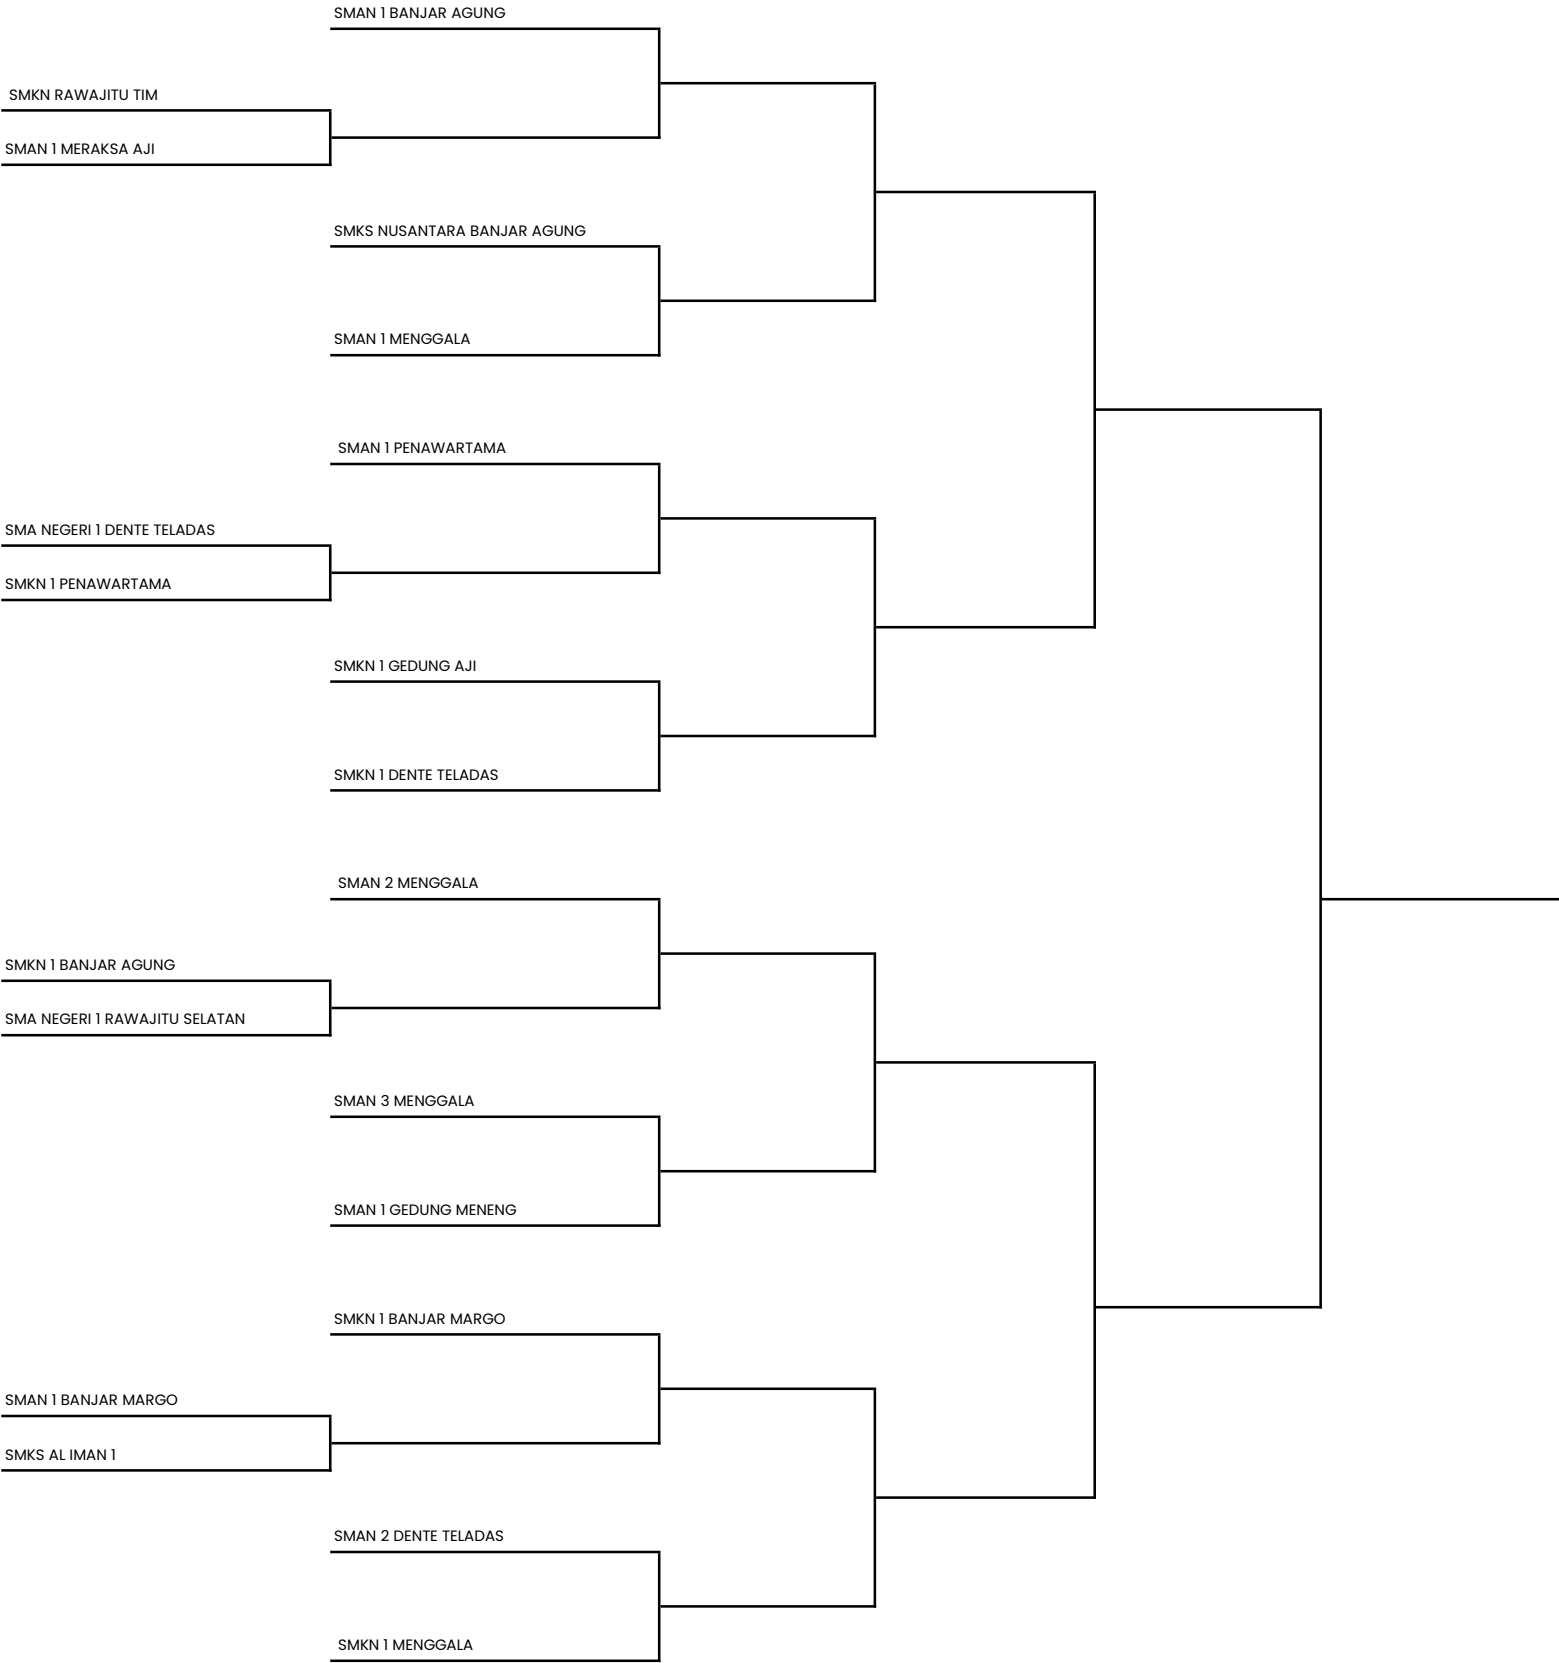 SMAN 1 BANJAR AGUNG
SMKN RAWAJITU TIM
SMAN 1 MERAKSA AJI
SMKS NUSANTARA BANJAR AGUNG
SMAN 1 MENGGALA
SMAN 1 PENAWARTAMA
SMA NEGERI 1 DENTE TELADAS
SMKN 1 PENAWARTAMA
SMKN 1 GEDUNG AJI
SMKN 1 DENTE TELADAS
SMAN 2 MENGGALA
SMKN 1 BANJAR AGUNG
SMA NEGERI 1 RAWAJITU SELATAN
SMAN 3 MENGGALA
SMAN 1 GEDUNG MENENG
SMKN 1 BANJAR MARGO
SMAN 1 BANJAR MARGO
SMKS AL IMAN 1
SMAN 2 DENTE TELADAS
SMKN 1 MENGGALA